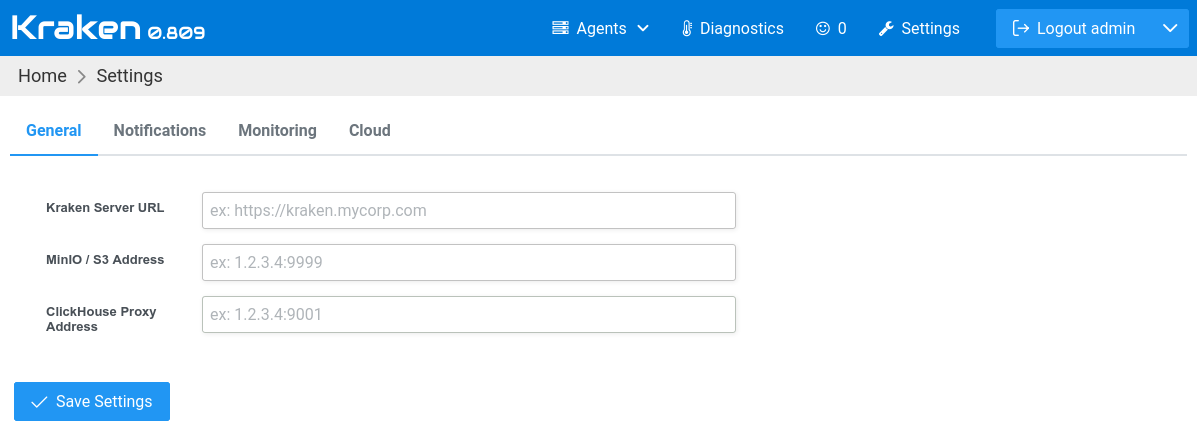 Kraken 0.809 Agents Diagnostics 0 Settings Logout admin
Home Settings
General Notifications Monitoring Cloud
Kraken Server URL ex: https://kraken.mycorp.com
MinIO / S3 Address ex: 1.2.3.4:9999
ClickHouse Proxy
Address
ex: 1.2.3.4:9001
Save Settings